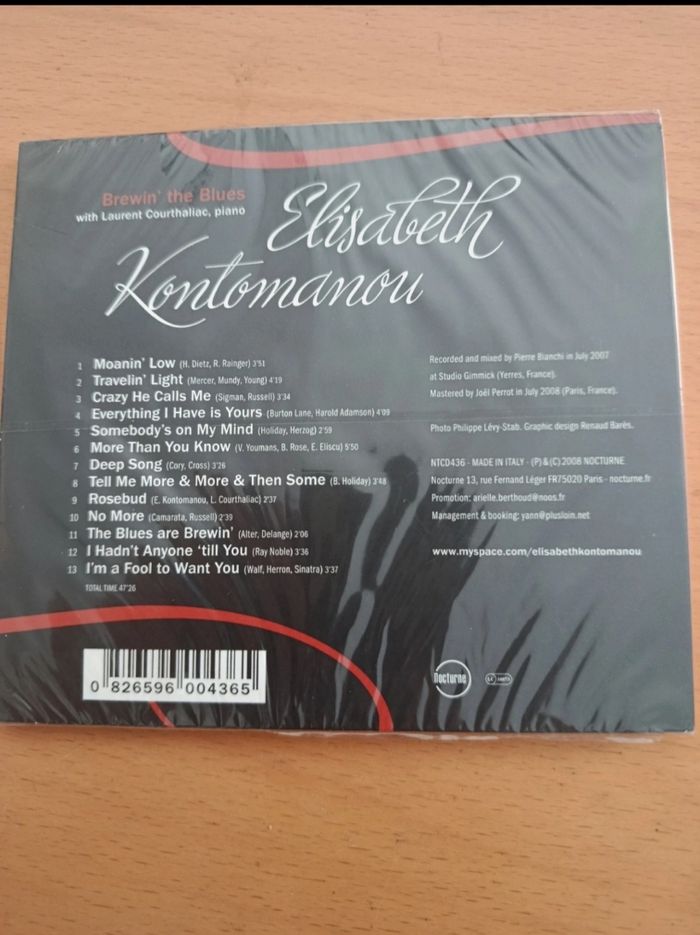 Brewin' the Blues
with Laurent Courthaliac, piano
Elisabeth
Kontomanou
1 Moanin' Low (H. Dietz, R. Rainger) 3'51
2 Travelin' Light (Mercer, Mundy, Young) 4'19
3 Crazy He Calls Me (Sigman, Russell) 3'34
4 Everything I Have is Yours (Burton Lane, Harold Adamson) 4'09
5 Somebody's on My Mind (Holiday, Herzog) 2'59
6 More Than You Know (V. Youmans, B. Rose, E. Eliscu) 5'50
7 Deep Song (Cory, Cross) 3'26
8 Tell Me More & More & Then Some (B. Holiday) 3'48
9 Rosebud (E. Kontomanou, L. Courthaliac) 2'37
10 No More (Camarata, Russell) 2'39
11 The Blues are Brewin' (Alter, Delange) 2'06
12 I Hadn't Anyone 'till You (Ray Noble) 3'36
13 I'm a Fool to Want You (Walf, Herron, Sinatra) 3'37
TOTAL TIME 47'26
Recorded and mixed by Pierre Bianchi in July 2007
at Studio Gimmick (Yerres, France).
Mastered by Joël Perrot in July 2008 (Paris, France).
Photo Philippe Lévy-Stab. Graphic design Renaud Barès.
NTCD436 - MADE IN ITALY - (P)&(C)2008 NOCTURNE
Nocturne 13, rue Fernand Léger FR75020 Paris - nocturne.fr
Promotion: arielle.berthoud@noos.fr
Management & booking: yann@plusloin.net
www.myspace.com/elisabethkontomanou
0 826596 004365
nocturne